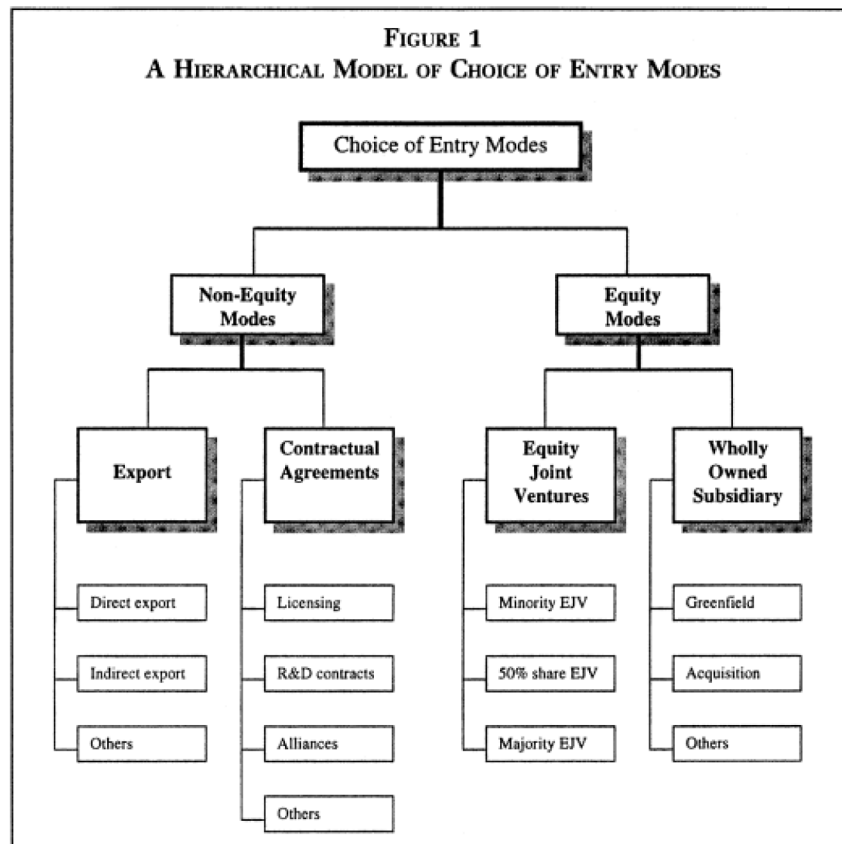 FIGURE 1
A HIERARCHICAL MODEL OF CHOICE OF ENTRY MODES
Choice of Entry Modes
Non-Equity
Modes
Equity
Modes
Export
Contractual
Agreements
Equity
Joint
Ventures
Wholly
Owned
Subsidiary
Direct export
Licensing
Minority EJV
Greenfield
Indirect export
R&D contracts
50% share EJV
Acquisition
Others
Alliances
Majority EJV
Others
Others